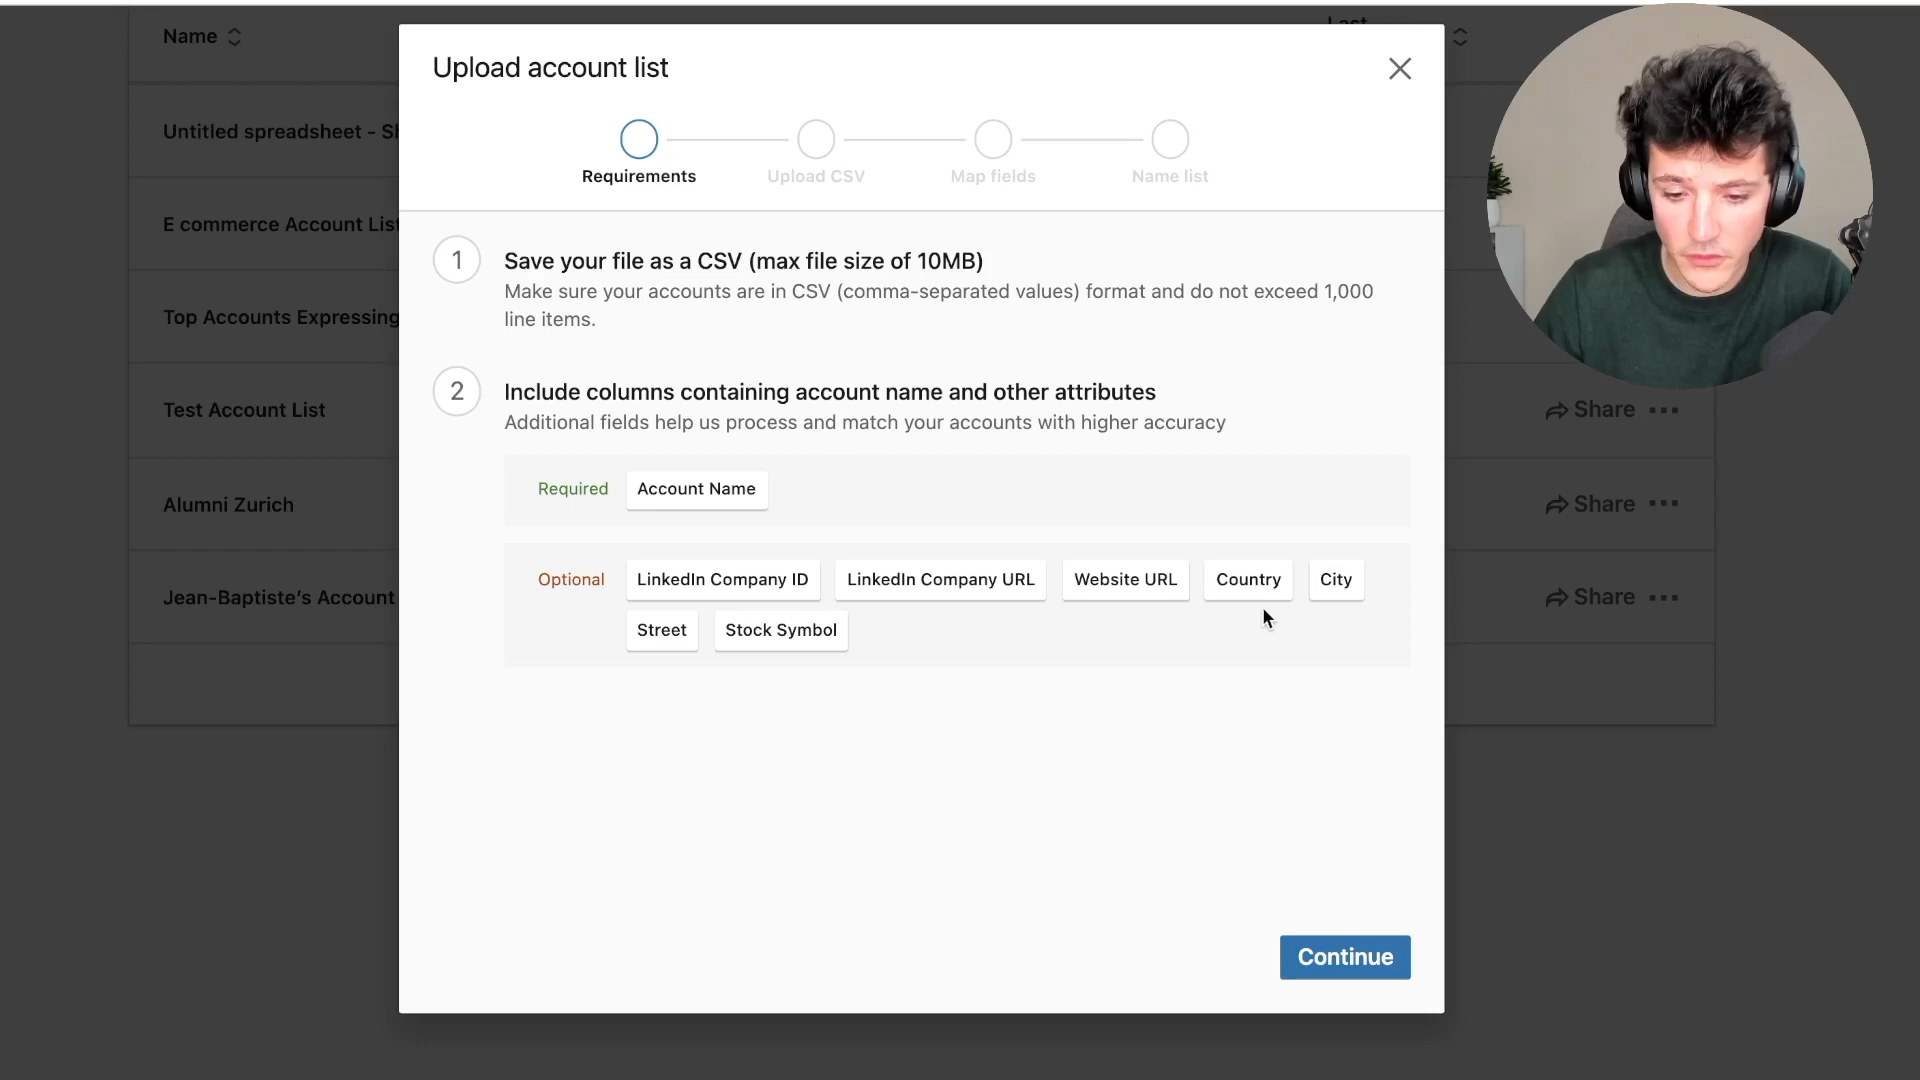 Name
Last
Upload account list
Requirements
Upload CSV
Map fields
Name list
Untitled spreadsheet -
E commerce Account List
Top Accounts Expressing
Test Account List
Share
Alumni Zurich
Share
Jean-Baptiste’s Account
Share
1
Save your file as a CSV (max file size of 10MB)
Make sure your accounts are in CSV (comma-separated values) format and do not exceed 1,000
line items.
2
Include columns containing account name and other attributes
Additional fields help us process and match your accounts with higher accuracy
Required Account Name
Optional LinkedIn Company ID LinkedIn Company URL Website URL Country City
Street Stock Symbol
Continue